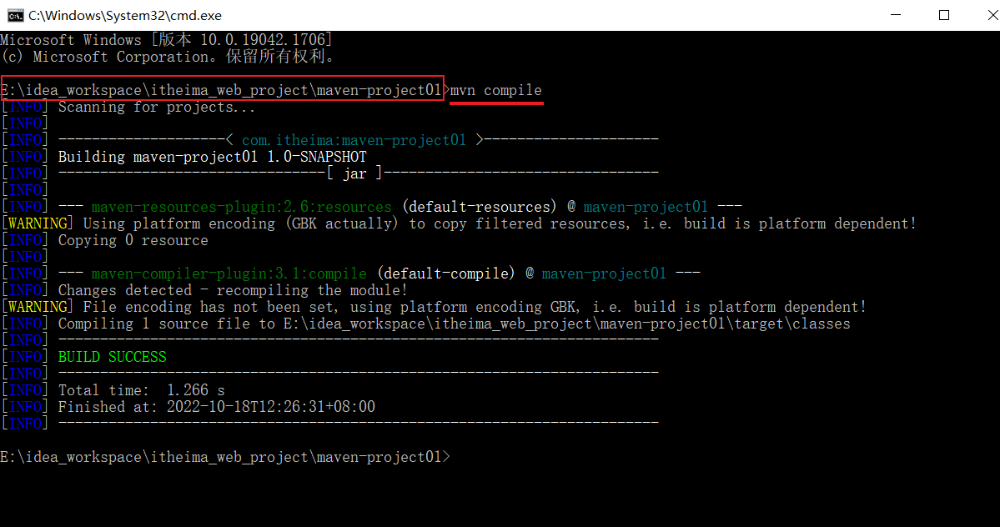 C:\Windows\System32\cmd.exe
Microsoft Windows [版本 10.0.19042.1706]
(c) Microsoft Corporation。保留所有权利。
E:\idea_workspace\itheima_web_project\maven-project01>mvn compile
[INFO] Scanning for projects...
[INFO]
[INFO] --------------------< com.itheima:maven-project01 >---------------------
[INFO] Building maven-project01 1.0-SNAPSHOT
[INFO] --------------------------------[ jar ]---------------------------------
[INFO]
[INFO] --- maven-resources-plugin:2.6:resources (default-resources) @ maven-project01 ---
[WARNING] Using platform encoding (GBK actually) to copy filtered resources, i.e. build is platform dependent!
[INFO] Copying 0 resource
[INFO]
[INFO] --- maven-compiler-plugin:3.1:compile (default-compile) @ maven-project01 ---
[INFO] Changes detected - recompiling the module!
[WARNING] File encoding has not been set, using platform encoding GBK, i.e. build is platform dependent!
[INFO] Compiling 1 source file to E:\idea_workspace\itheima_web_project\maven-project01\target\classes
[INFO] ------------------------------------------------------------------------
[INFO] BUILD SUCCESS
[INFO] ------------------------------------------------------------------------
[INFO] Total time:  1.266 s
[INFO] Finished at: 2022-10-18T12:26:31+08:00
[INFO] ------------------------------------------------------------------------
E:\idea_workspace\itheima_web_project\maven-project01>